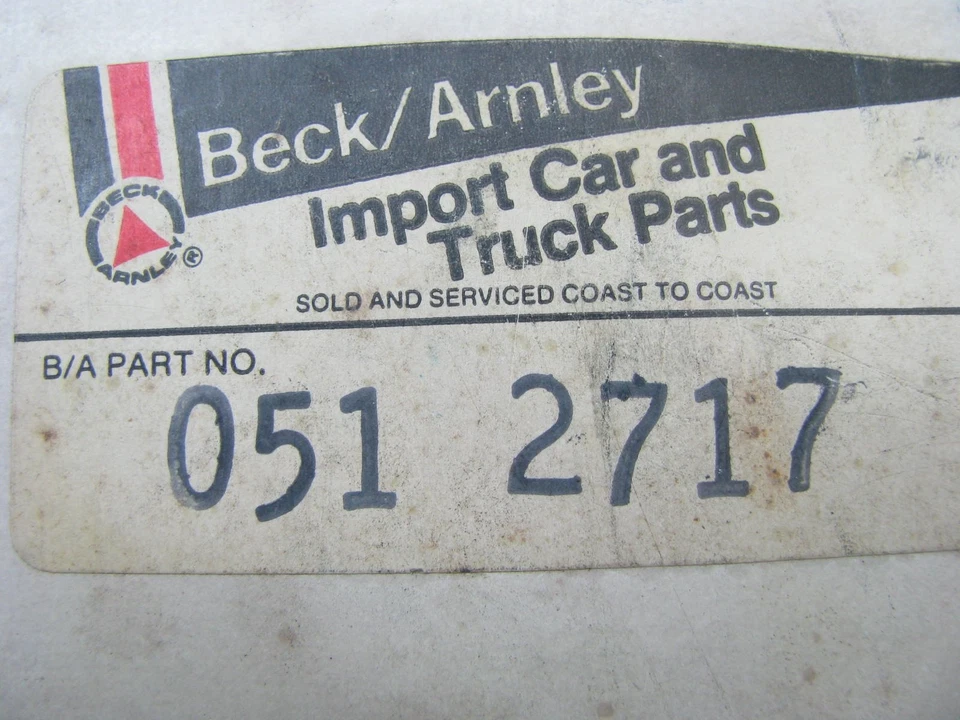 Beck/Arnley
BECK
ARNLEY
®
Import Car and
Truck Parts
SOLD AND SERVICED COAST TO COAST
B/A PART NO.
051 2717